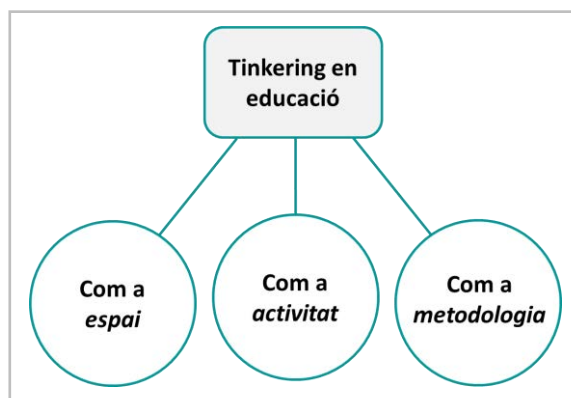 Tinkering en
educació
Com a
espai
Com a
activitat
Com a
metodologia